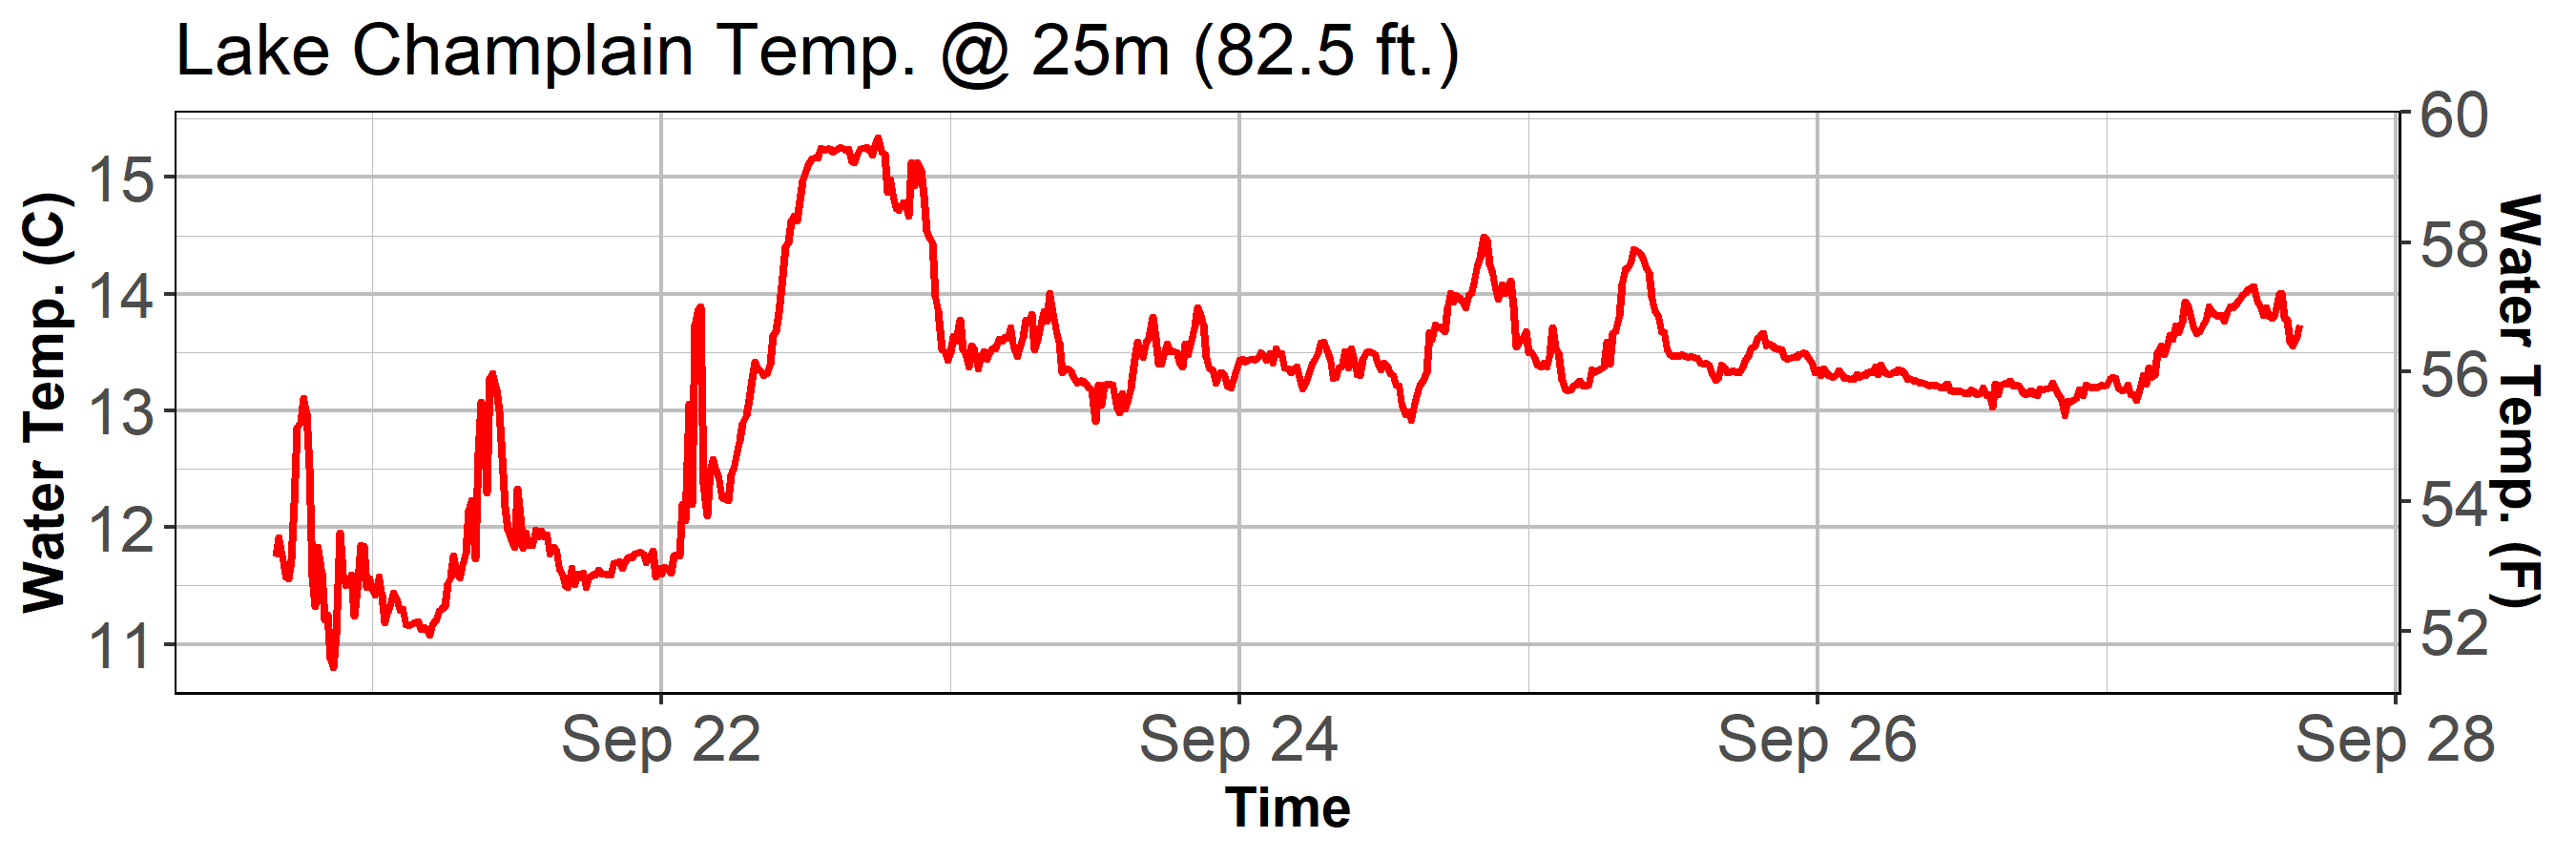 Lake Champlain Temp. @ 25m (82.5 ft.)
Water Temp. (C)
15
14
13
12
11
60
58
56
54
52
Water Temp. (F)
Sep 22 Sep 24 Sep 26 Sep 28
Time